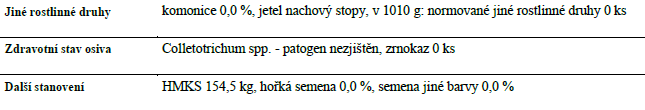 Jiné rostlinné druhy komonice 0,0 %, jetel nachový stopy, v 1010 g: normované jiné rostlinné druhy 0 ks
Zdravotní stav osiva Colletotrichum spp. - patogen nezjištěn, zrnokaz 0 ks
Další stanovení HMKS 154,5 kg, hořká semena 0,0 %, semena jiné barvy 0,0 %